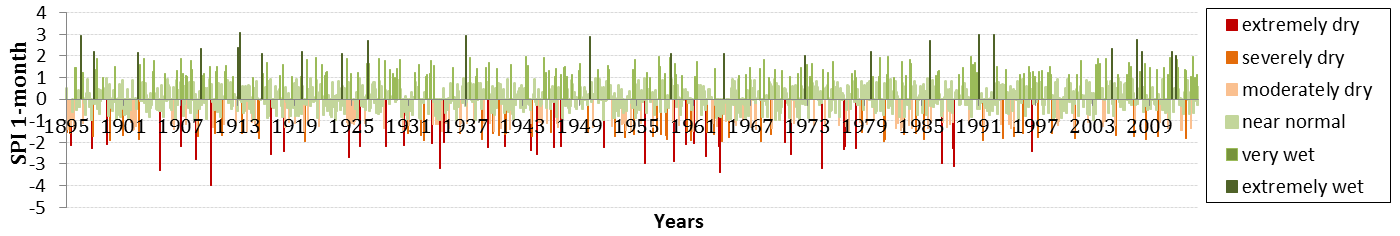 SPI 1-month
4
3
2
1
0
-1
-2
-3
-4
-5
1895 1901 1907 1913 1919 1925 1931 1937 1943 1949 1955 1961 1967 1973 1979 1985 1991 1997 2003 2009
Years
extremely dry
severely dry
moderately dry
near normal
very wet
extremely wet